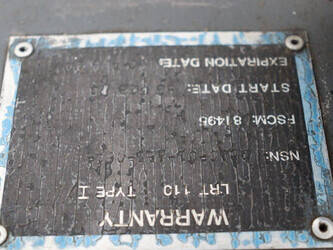 WARRANTY
LRT 110 TYPE I
NSN:
FSCM: 81495
START DATE:
EXPIRATION DATE: